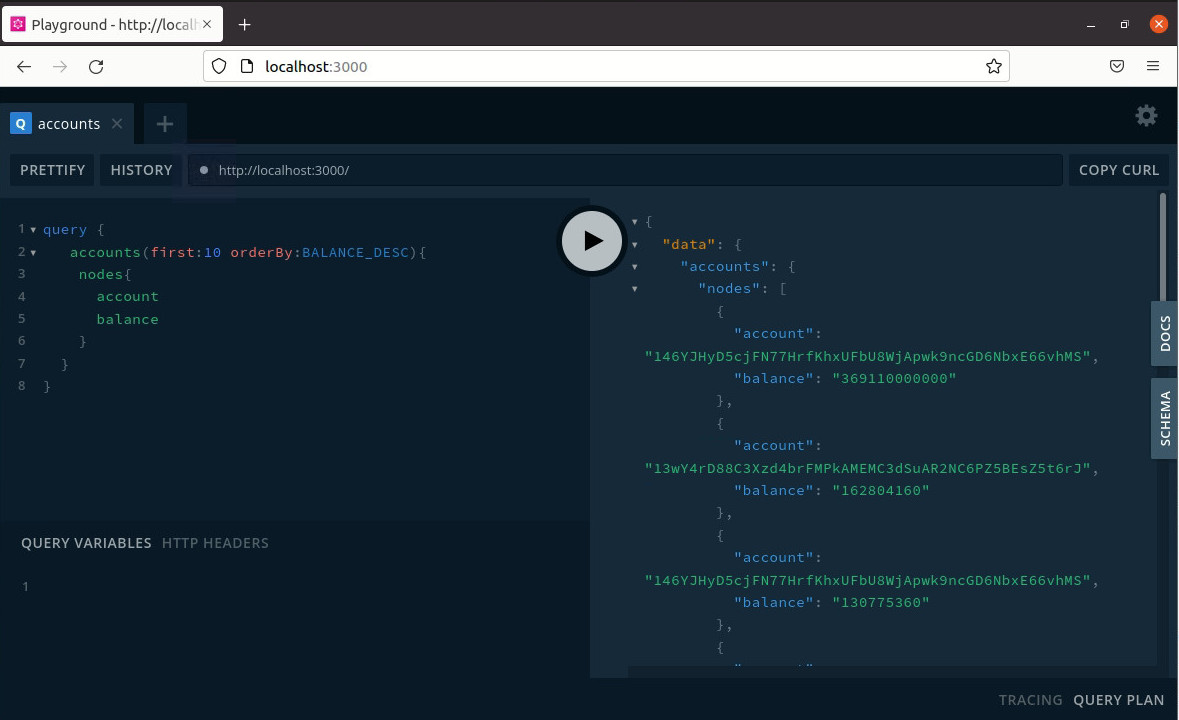 Playground - http://localh
localhost:3000
Q accounts
PRETTIFY HISTORY http://localhost:3000/ COPY CURL
1 query {
2 accounts(first:10 orderBy:BALANCE_DESC){
3 nodes{
4 account
5 balance
6 }
7 }
8 }
QUERY VARIABLES HTTP HEADERS
1
{
"data": {
"accounts": {
"nodes": [
{
"account":
"146YJHyD5cjFN77HrfKhxUFbU8WjApwk9ncGD6NbxE66vhMS",
"balance": "369110000000"
},
{
"account":
"13wY4rD88C3Xzd4brFMPkAMEMC3dSuAR2NC6PZ5BEsZ5t6rJ",
"balance": "162804160"
},
{
"account":
"146YJHyD5cjFN77HrfKhxUFbU8WjApwk9ncGD6NbxE66vhMS",
"balance": "130775360"
},
{
DOCS
SCHEMA
TRACING QUERY PLAN